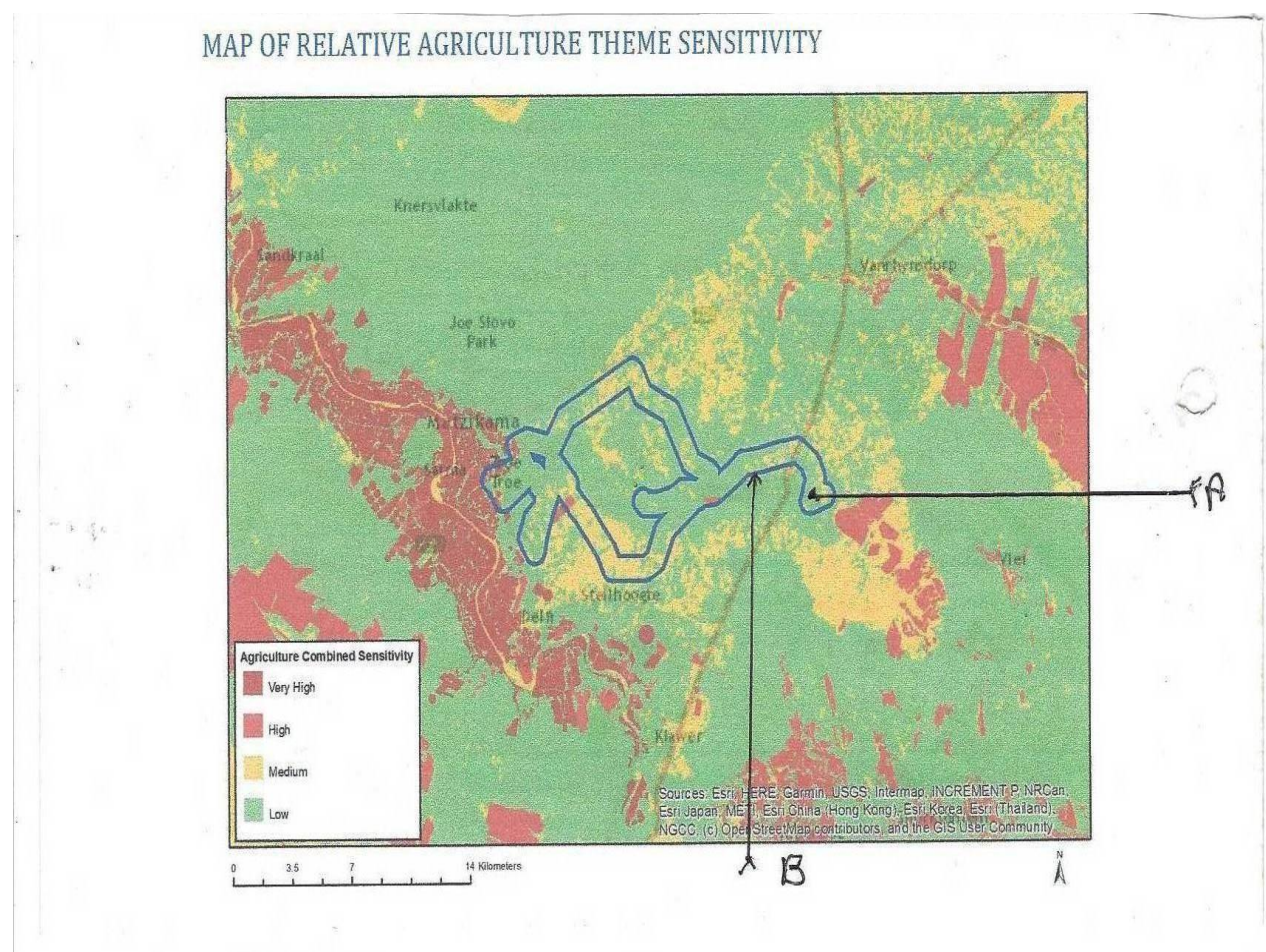 MAP OF RELATIVE AGRICULTURE THEME SENSITIVITY
Knersvlakte
Sandkraal
Vanrhynsdorp
Joe Slovo
Park
Matzikama
Troe
Vlei
Stellhoogte
Klawer
A
Agriculture Combined Sensitivity
Very High
High
Medium
Low
Sources: Esri, HERE, Garmin, USGS, Intermap, INCREMENT P, NRCan,
Esri Japan, METI, Esri China (Hong Kong), Esri Korea, Esri (Thailand),
NGCC, (c) OpenStreetMap contributors, and the GIS User Community
0 3.5 7 14 Kilometers
N
B